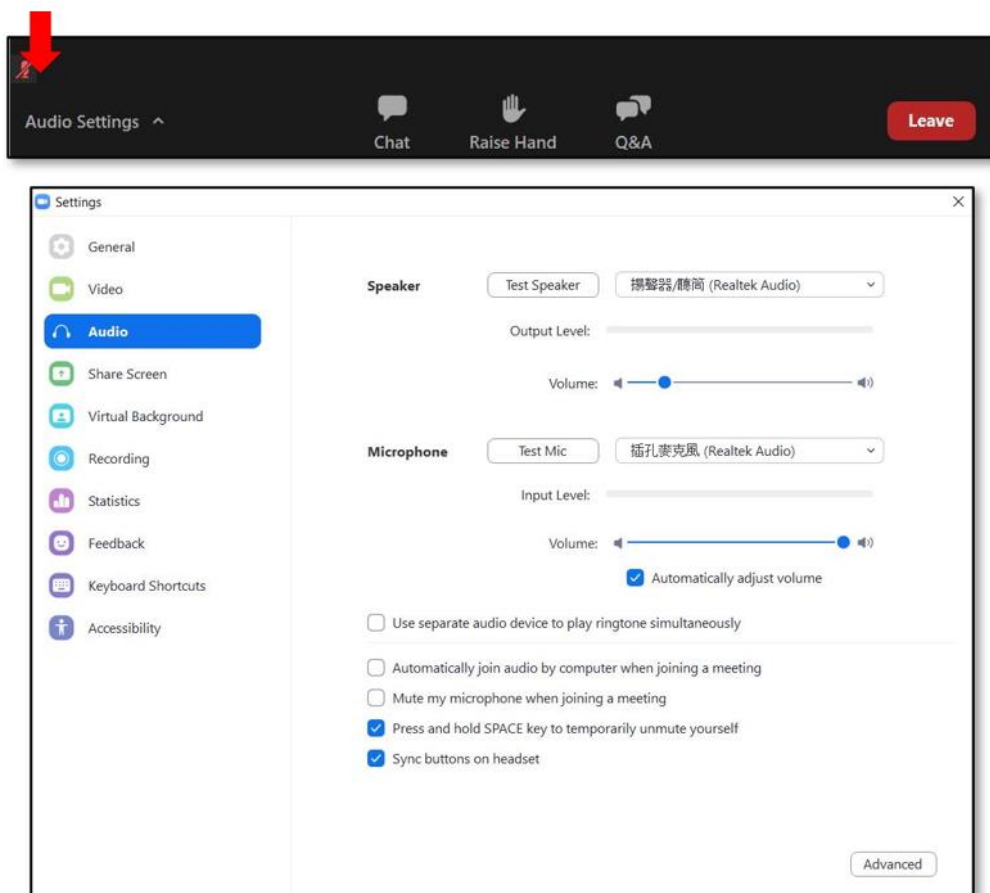 Audio Settings
Chat
Raise Hand
Q&A
Leave
Settings
General
Video
Audio
Share Screen
Virtual Background
Recording
Statistics
Feedback
Keyboard Shortcuts
Accessibility
Speaker
Test Speaker
揚聲器/聽筒 (Realtek Audio)
Output Level:
Volume:
Microphone
Test Mic
插孔麥克風 (Realtek Audio)
Input Level:
Volume:
Automatically adjust volume
Use separate audio device to play ringtone simultaneously
Automatically join audio by computer when joining a meeting
Mute my microphone when joining a meeting
Press and hold SPACE key to temporarily unmute yourself
Sync buttons on headset
Advanced